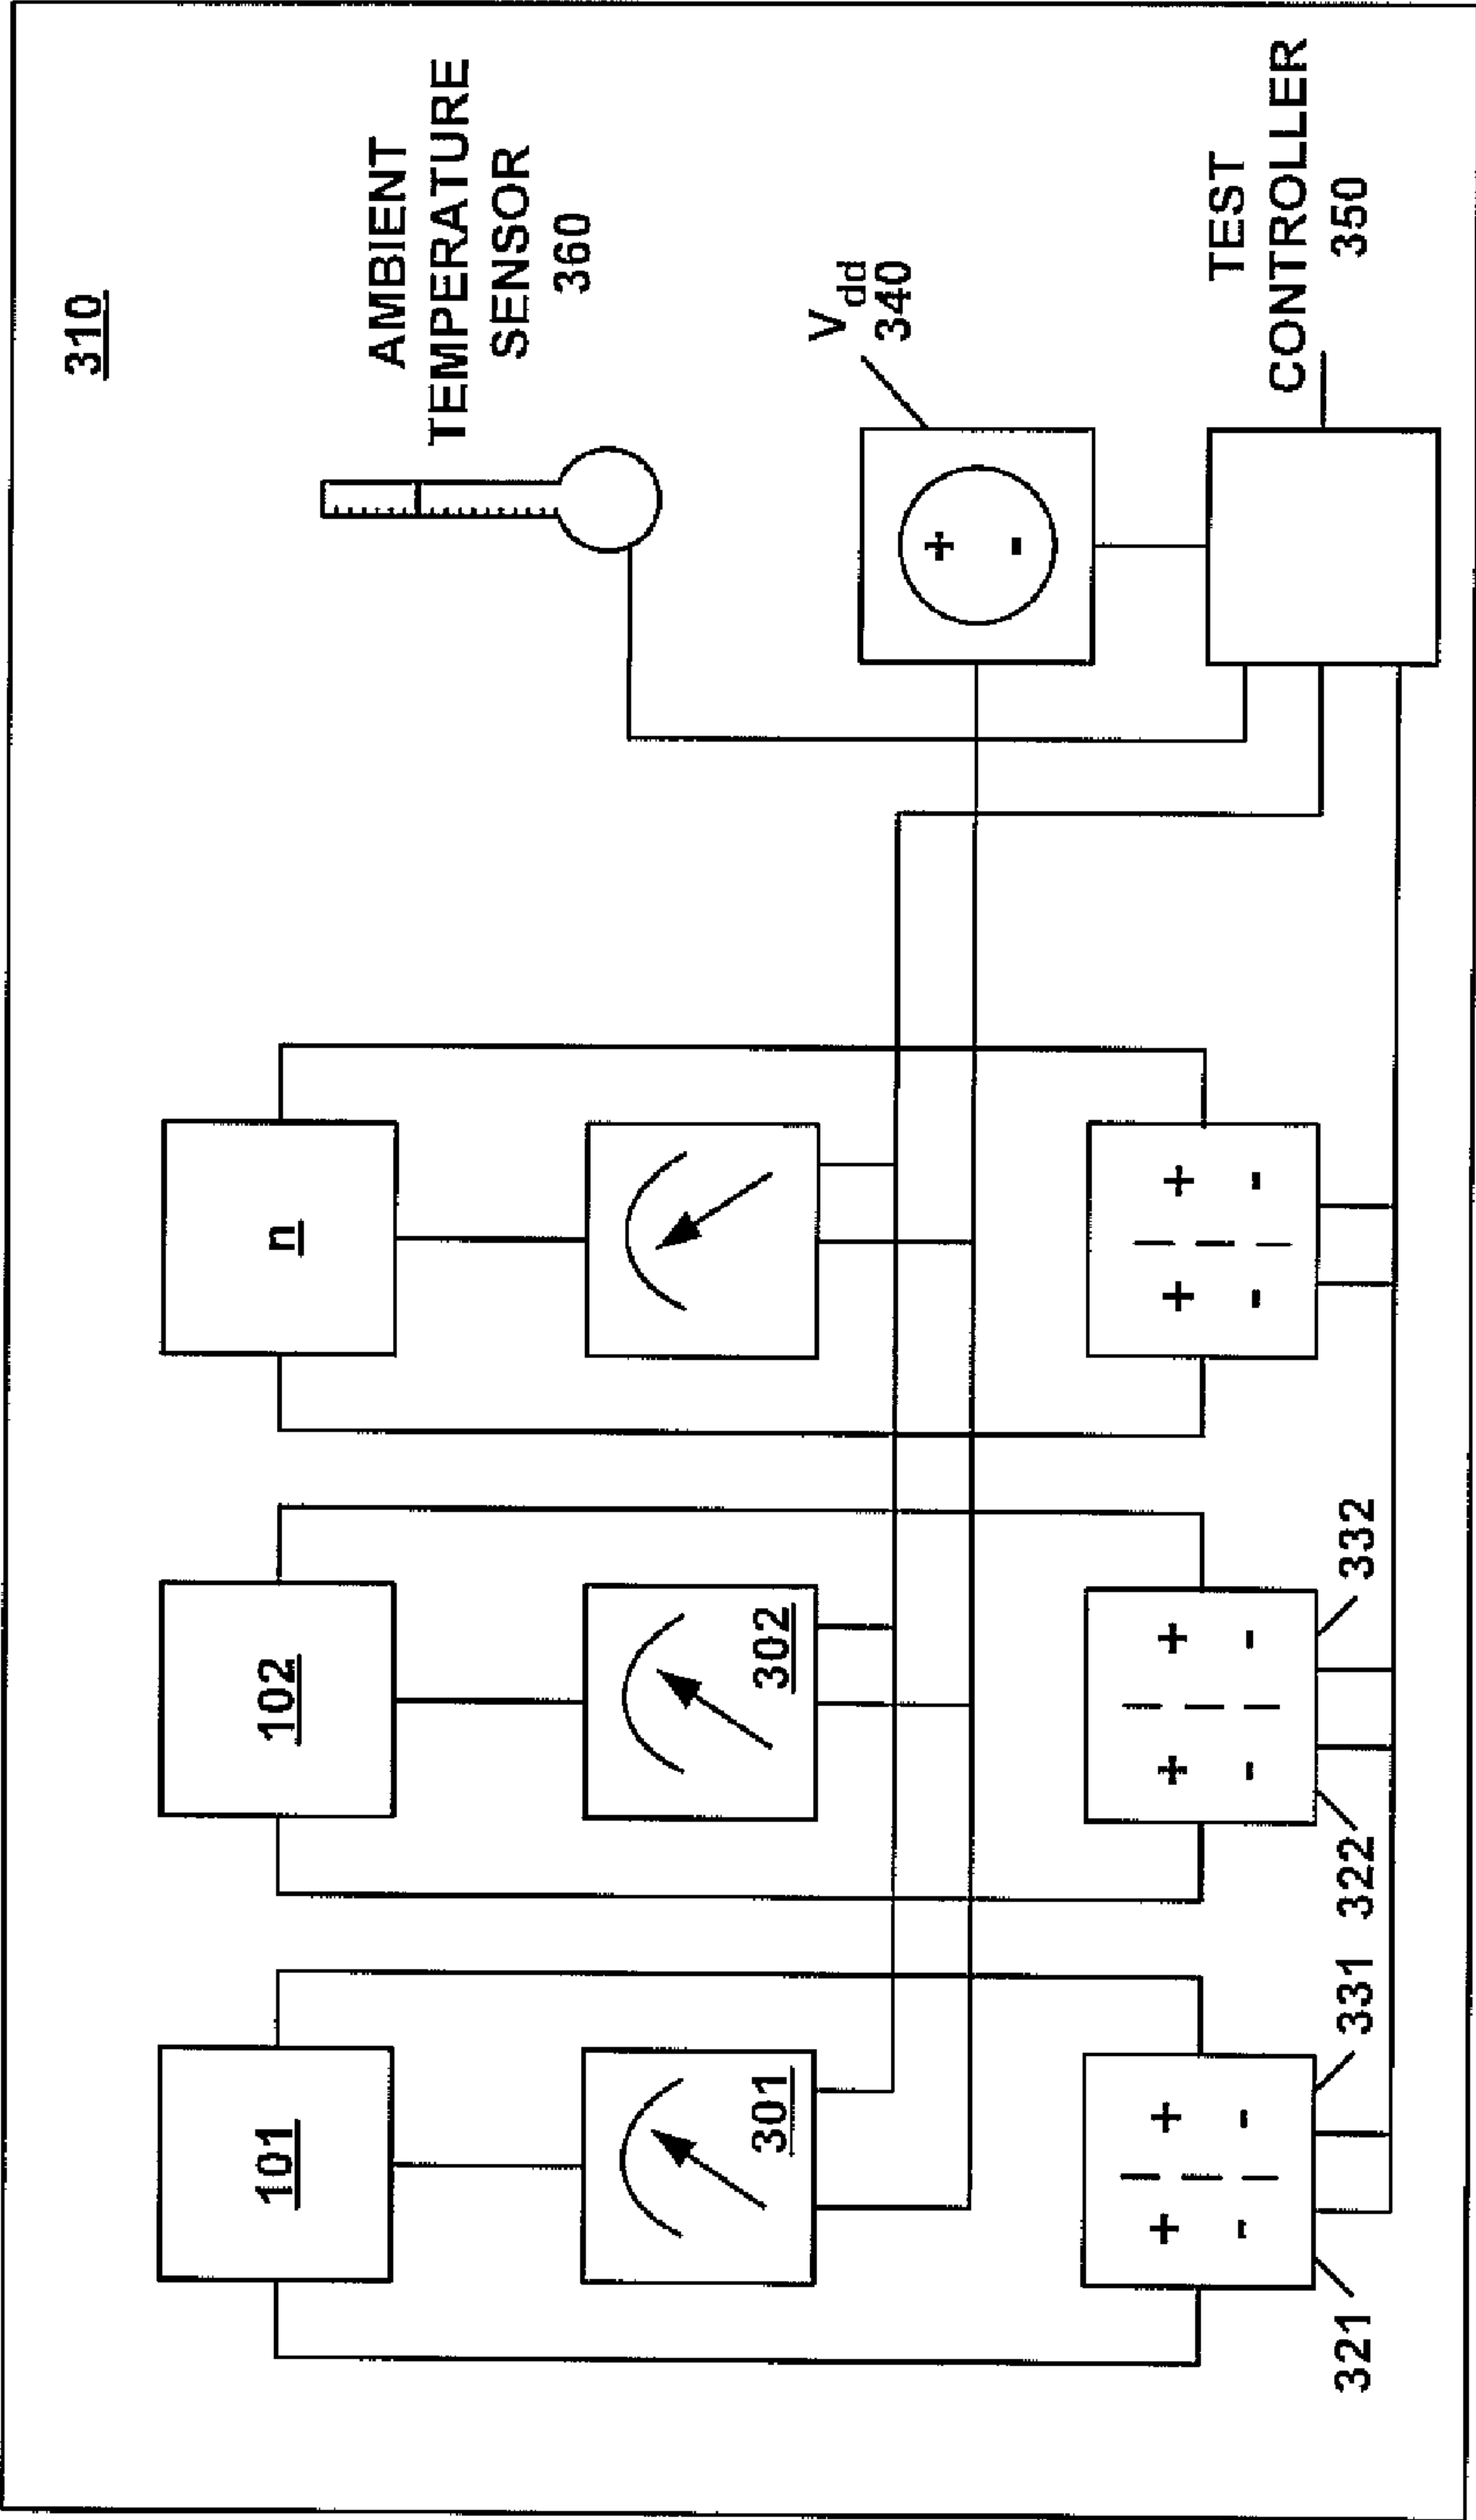 310
AMBIENT
TEMPERATURE
SENSOR
360
V dd
340
TEST
CONTROLLER
350
101
102
n
301
302
+ + + + + + +
- - - - - - -
321
331
322
332